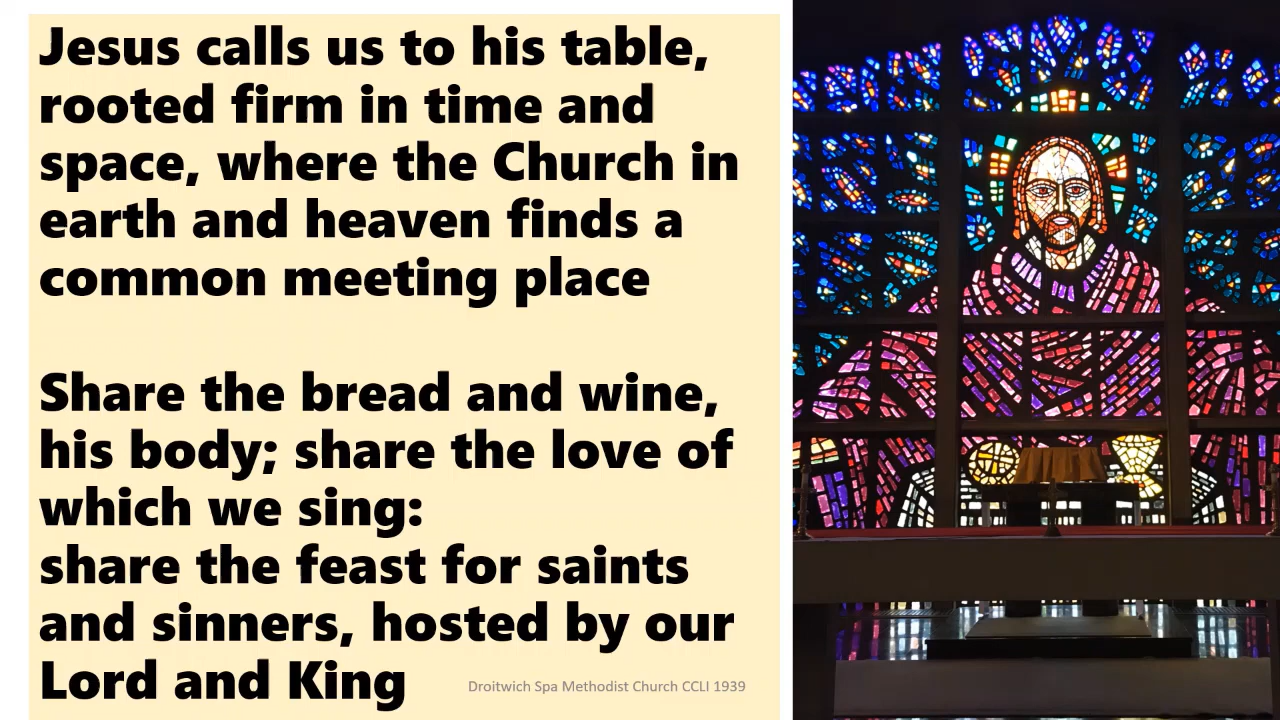 Jesus calls us to his table,
rooted firm in time and
space, where the Church in
earth and heaven finds a
common meeting place
Share the bread and wine,
his body; share the love of
which we sing:
share the feast for saints
and sinners, hosted by our
Lord and King
Droitwich Spa Methodist Church CCLI 1939